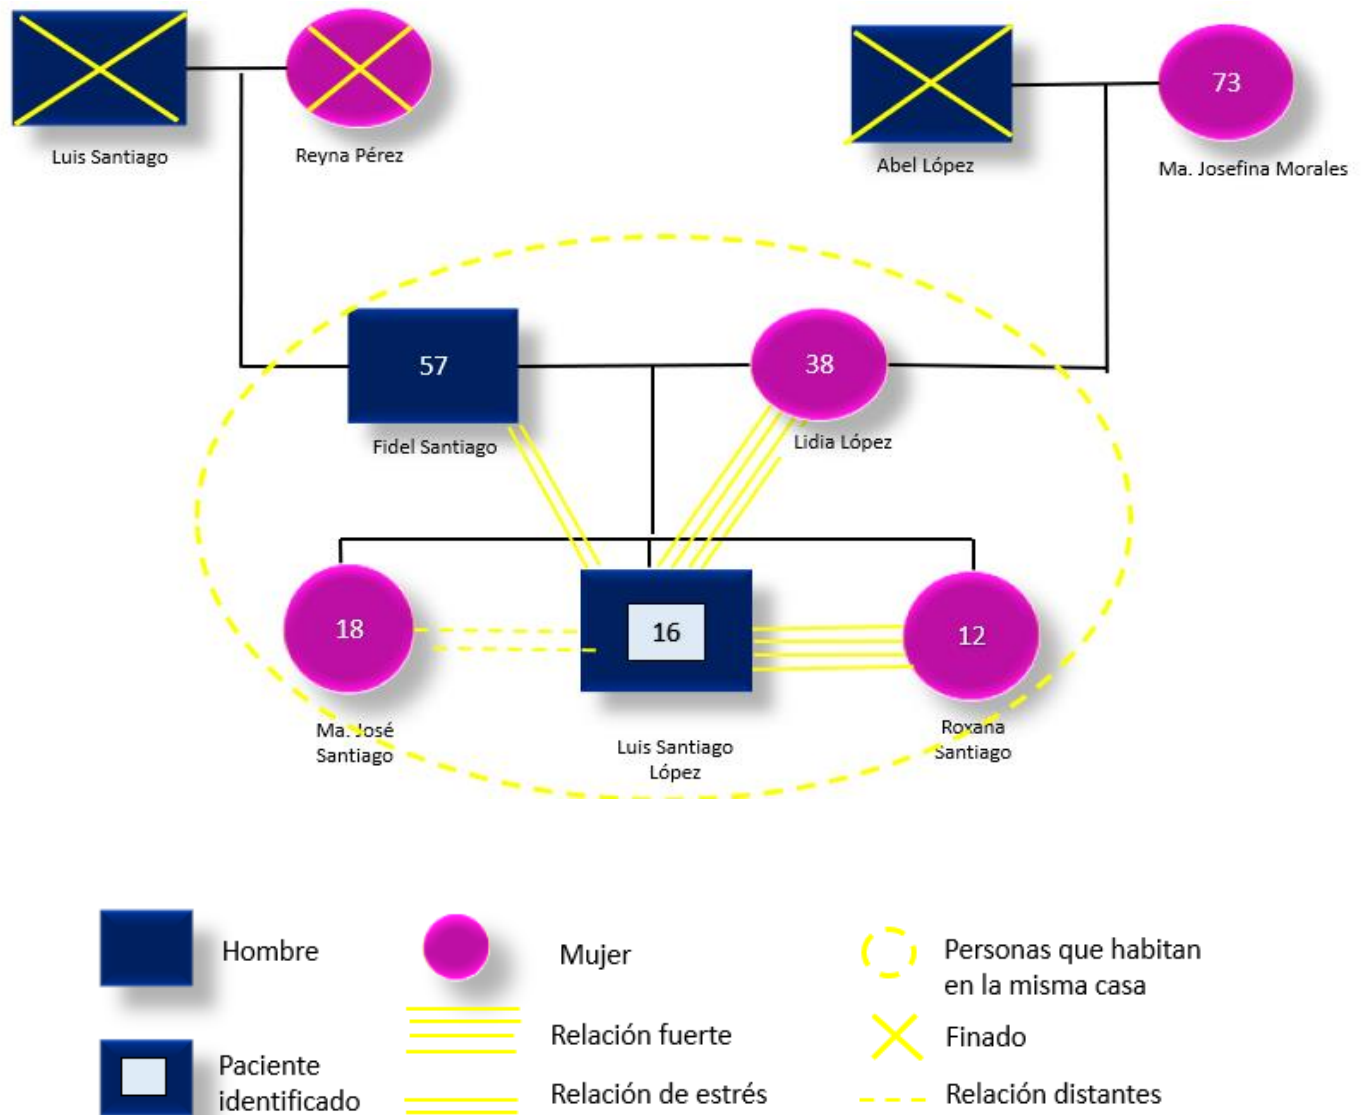 Luis Santiago
Reyna Pérez
Abel López
73
Ma. Josefina Morales
57
Fidel Santiago
38
Lidia López
18
Ma. José
Santiago
16
Luis Santiago
López
12
Roxana
Santiago
Hombre
Mujer
Personas que habitan
en la misma casa
Relación fuerte
Finado
Paciente
identificado
Relación de estrés
Relación distantes